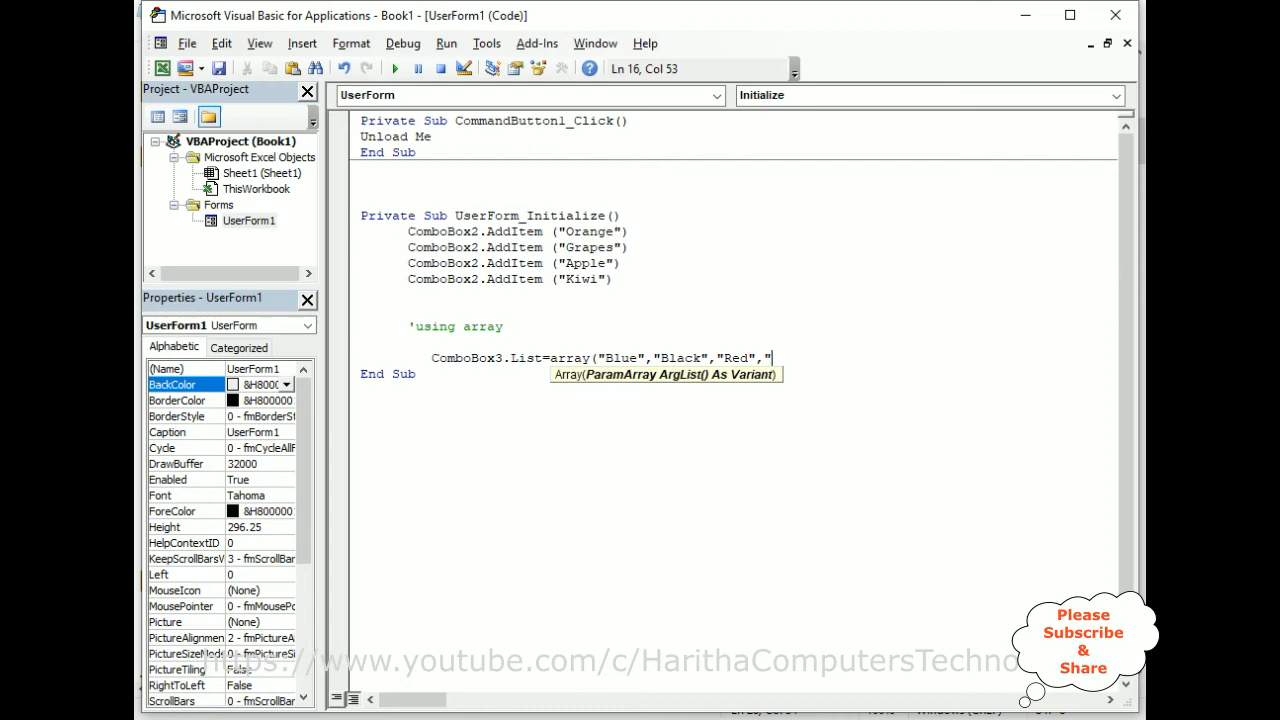 Microsoft Visual Basic for Applications - Book1 - [UserForm1 (Code)]
File Edit View Insert Format Debug Run Tools Add-Ins Window Help
Ln 16, Col 53
Project - VBAProject
UserForm
Initialize
VBAProject (Book1)
Microsoft Excel Objects
Sheet1 (Sheet1)
ThisWorkbook
Forms
UserForm1
Properties - UserForm1
UserForm1 UserForm
Alphabetic Categorized
(Name) UserForm1
BackColor &H8000
BorderColor &H800000
BorderStyle 0 - fmBorderSt
Caption UserForm1
Cycle 0 - fmCycleAllF
DrawBuffer 32000
Enabled True
Font Tahoma
ForeColor &H800000
Height 296.25
HelpContextID 0
KeepScrollBarsV 3 - fmScrollBar
Left 0
MouseIcon (None)
MousePointer 0 - fmMousePo
Picture (None)
PictureAlignmen 2 - fmPictureA
PictureSizeMode 0 - fmPictureS
PictureTiling False
RightToLeft False
ScrollBars 0 - fmScrollBar
Private Sub CommandButton1_Click()
Unload Me
End Sub
Private Sub UserForm_Initialize()
ComboBox2.AddItem ("Orange")
ComboBox2.AddItem ("Grapes")
ComboBox2.AddItem ("Apple")
ComboBox2.AddItem ("Kiwi")
'using array
ComboBox3.List=array("Blue","Black","Red","
Array(ParamArray ArgList() As Variant)
End Sub
Please
Subscribe
&
Share
https://www.youtube.com/c/HarithaComputersTechno